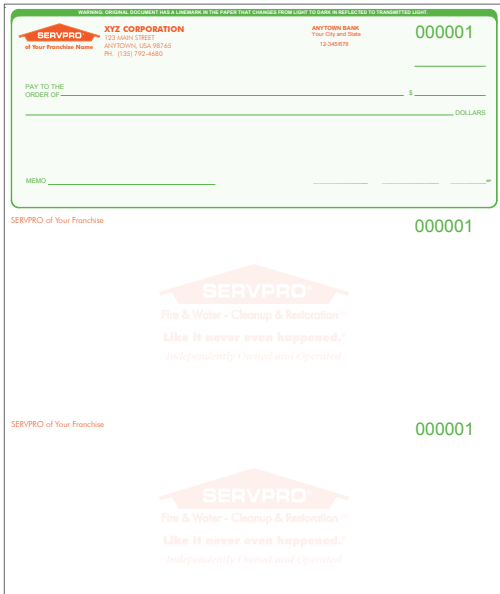 WARNING: ORIGINAL DOCUMENT HAS A LINEMARK IN THE PAPER THAT CHANGES FROM LIGHT TO DARK IN REFLECTED TO TRANSMITTED LIGHT.
SERVPRO®
of Your Franchise Name
XYZ CORPORATION
123 MAIN STREET
ANYTOWN, USA 98765
PH. (135) 792-4680
ANYTOWN BANK
Your City and State
12-345/678
000001
PAY TO THE
ORDER OF
$
DOLLARS
MEMO
SERVPRO of Your Franchise
000001
SERVPRO®
Fire & Water - Cleanup & Restoration™
Like it never even happened.®
Independently Owned and Operated
SERVPRO of Your Franchise
000001
SERVPRO®
Fire & Water - Cleanup & Restoration™
Like it never even happened.®
Independently Owned and Operated